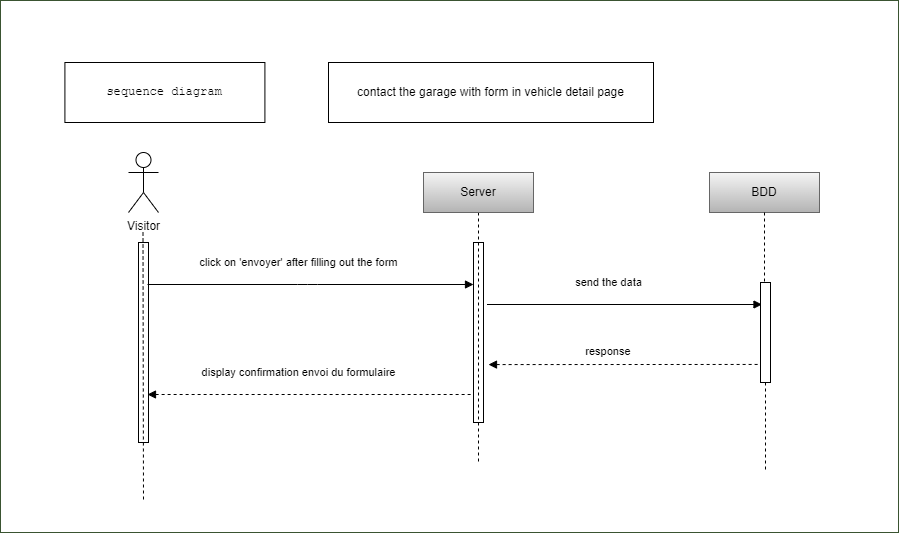 sequence diagram
contact the garage with form in vehicle detail page
Visitor
Server
BDD
click on 'envoyer' after filling out the form
send the data
response
display confirmation envoi du formulaire